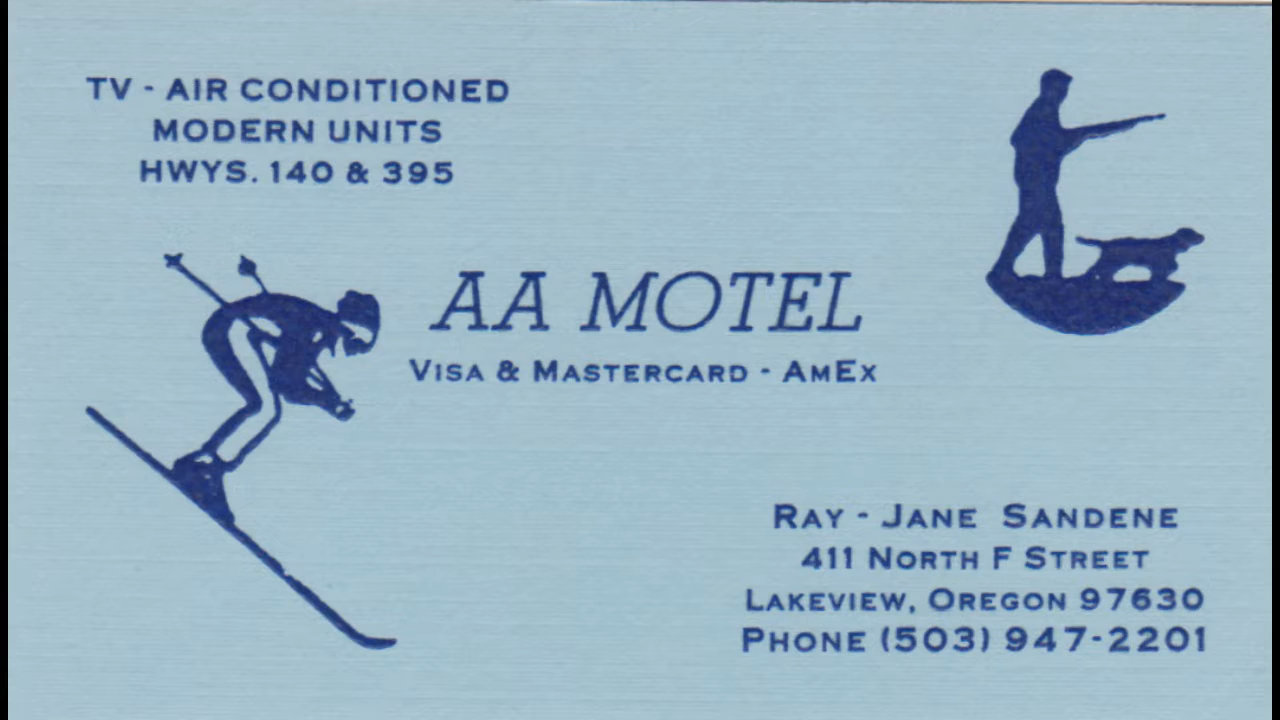 TV - AIR CONDITIONED
MODERN UNITS
HWYS. 140 & 395
AA MOTEL
VISA & MASTERCARD - AMEX
RAY - JANE SANDENE
411 NORTH F STREET
LAKEVIEW, OREGON 97630
PHONE (503) 947-2201